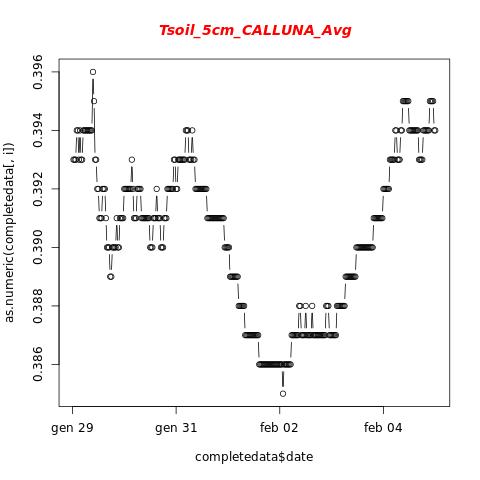 Tsoil_5cm_CALLUNA_Avg
as.numeric(completedata[, i])
0.396
0.394
0.392
0.390
0.388
0.386
gen 29
gen 31
feb 02
feb 04
completedata$date